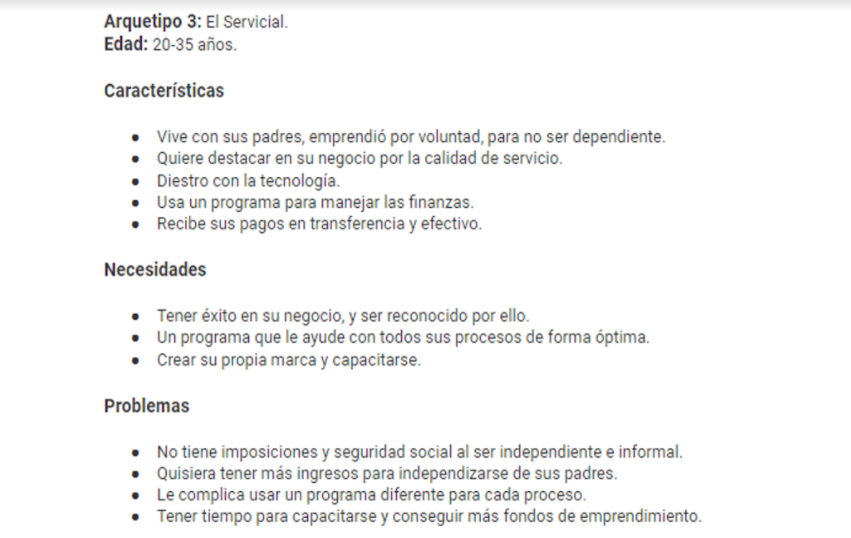 Arquetipo 3: El Servicial.
Edad: 20-35 años.
Características
● Vive con sus padres, emprendió por voluntad, para no ser dependiente.
● Quiere destacar en su negocio por la calidad de servicio.
● Diestro con la tecnología.
● Usa un programa para manejar las finanzas.
● Recibe sus pagos en transferencia y efectivo.
Necesidades
● Tener éxito en su negocio, y ser reconocido por ello.
● Un programa que le ayude con todos sus procesos de forma óptima.
● Crear su propia marca y capacitarse.
Problemas
● No tiene imposiciones y seguridad social al ser independiente e informal.
● Quisiera tener más ingresos para independizarse de sus padres.
● Le complica usar un programa diferente para cada proceso.
● Tener tiempo para capacitarse y conseguir más fondos de emprendimiento.